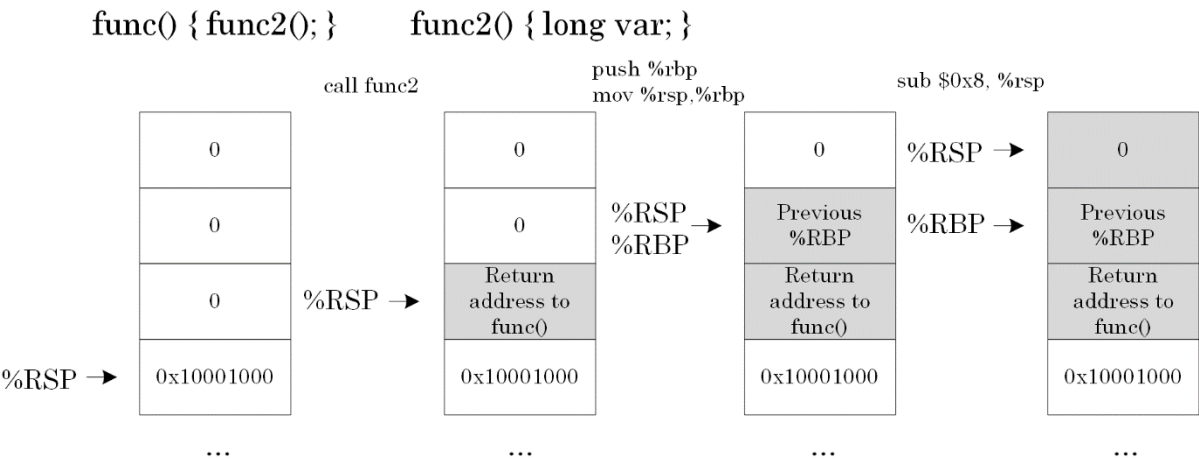 func() { func2(); }
func2() { long var; }
call func2
push %rbp
mov %rsp,%rbp
sub $0x8, %rsp
0
0
0
%RSP
0x10001000
...
0
0
%RSP
Return
address to
func()
0x10001000
...
0
%RSP
%RBP
Previous
%RBP
Return
address to
func()
0x10001000
...
%RSP
0
%RBP
Previous
%RBP
Return
address to
func()
0x10001000
...